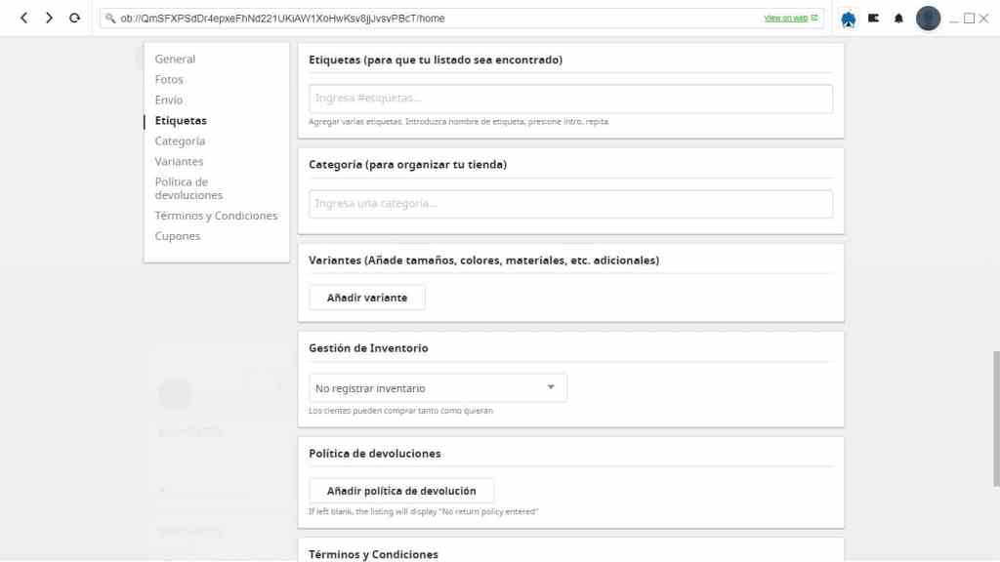 ob://QmSFXPSdDr4epxeFhNd221UKiAW1XoHwKsv8jjJvsvPBcT/home
View on web
General
Fotos
Envío
Etiquetas
Categoría
Variantes
Política de
devoluciones
Términos y Condiciones
Cupones
Etiquetas (para que tu listado sea encontrado)
Ingresa #etiquetas...
Agregar varias etiquetas. Introduzca nombre de etiqueta, presione intro, repita
Categoría (para organizar tu tienda)
Ingresa una categoría...
Variantes (Añade tamaños, colores, materiales, etc. adicionales)
Añadir variante
Gestión de Inventorio
No registrar inventario
Los cientes pueden comprar tanto como quieran
Política de devoluciones
Añadir política de devolución
If left blank, the listing will display "No return policy entered"
Términos y Condiciones